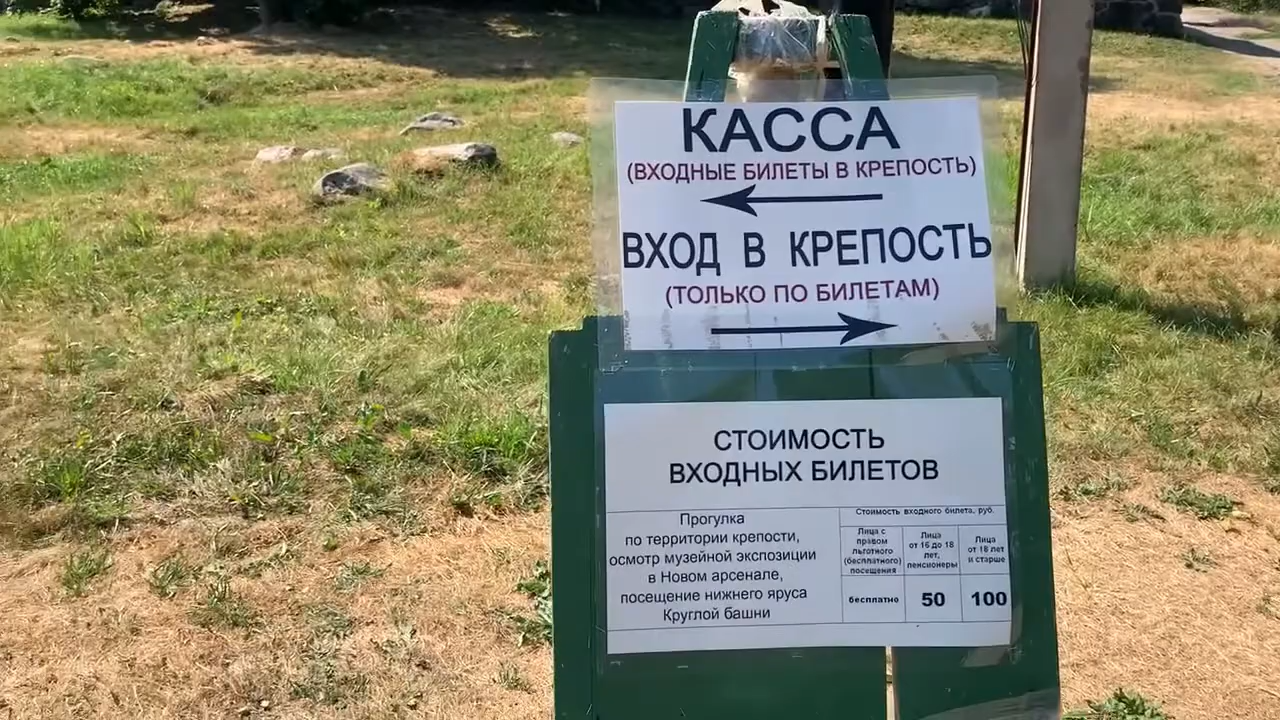 КАССА
(ВХОДНЫЕ БИЛЕТЫ В КРЕПОСТЬ)
ВХОД В КРЕПОСТЬ
(ТОЛЬКО ПО БИЛЕТАМ)
СТОИМОСТЬ
ВХОДНЫХ БИЛЕТОВ
Прогулка
по территории крепости,
осмотр музейной экспозиции
в Новом арсенале,
посещение нижнего яруса
Круглой башни
Стоимость входного билета, руб.
Лица с
правом
льготного
(бесплатного)
посещения
Лица
от 16 до 18
лет,
пенсионеры
Лица
от 18 лет
и старше
бесплатно
50
100